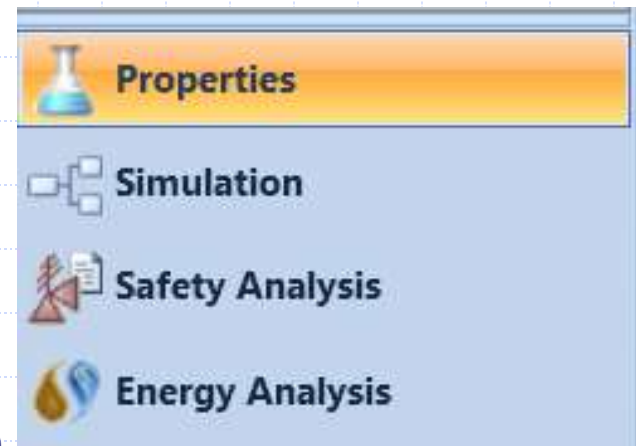 Properties
Simulation
Safety Analysis
Energy Analysis